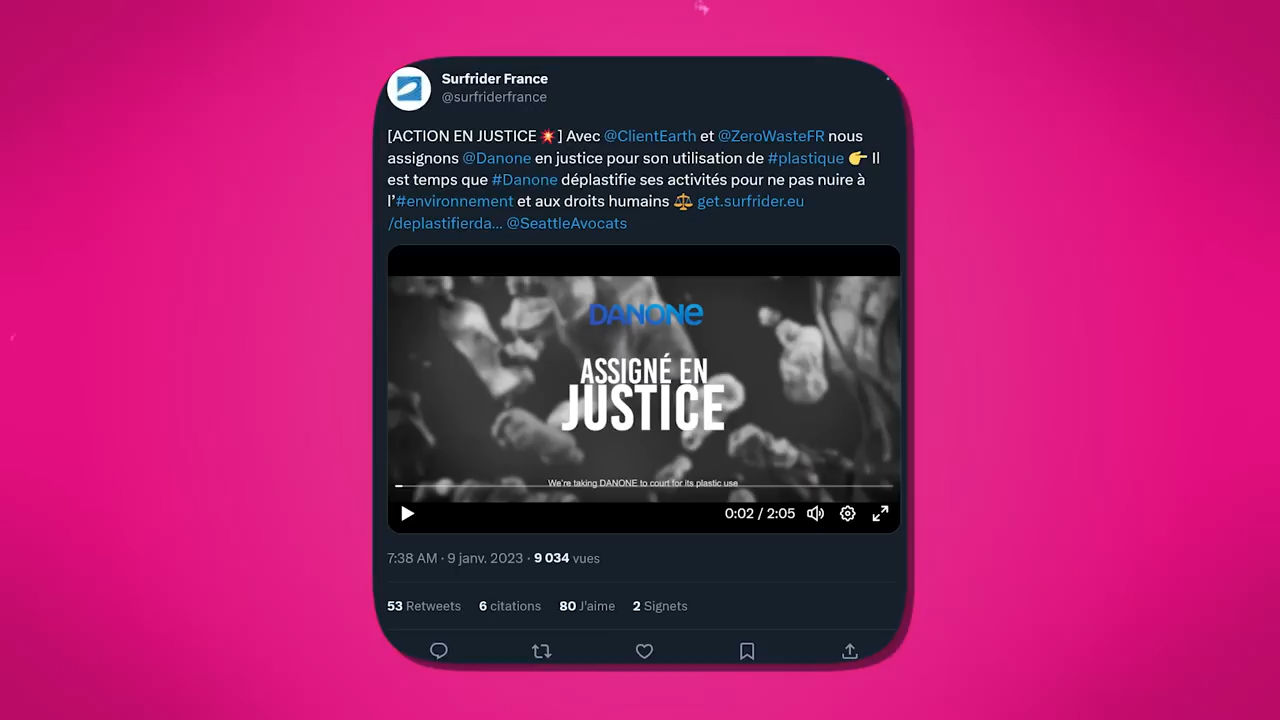 Surfrider France
@surfriderfrance
[ACTION EN JUSTICE 💥] Avec @ClientEarth et @ZeroWasteFR nous
assignons @Danone en justice pour son utilisation de #plastique 👉 Il
est temps que #Danone déplastifie ses activités pour ne pas nuire à
l'#environnement et aux droits humains ⚖️ get.surfrider.eu
/deplastifierda... @SeattleAvocats
DANONE
ASSIGNÉ EN
JUSTICE
We're taking DANONE to court for its plastic use
0:02 / 2:05
7:38 AM · 9 janv. 2023 · 9 034 vues
53 Retweets 6 citations 80 J'aime 2 Signets